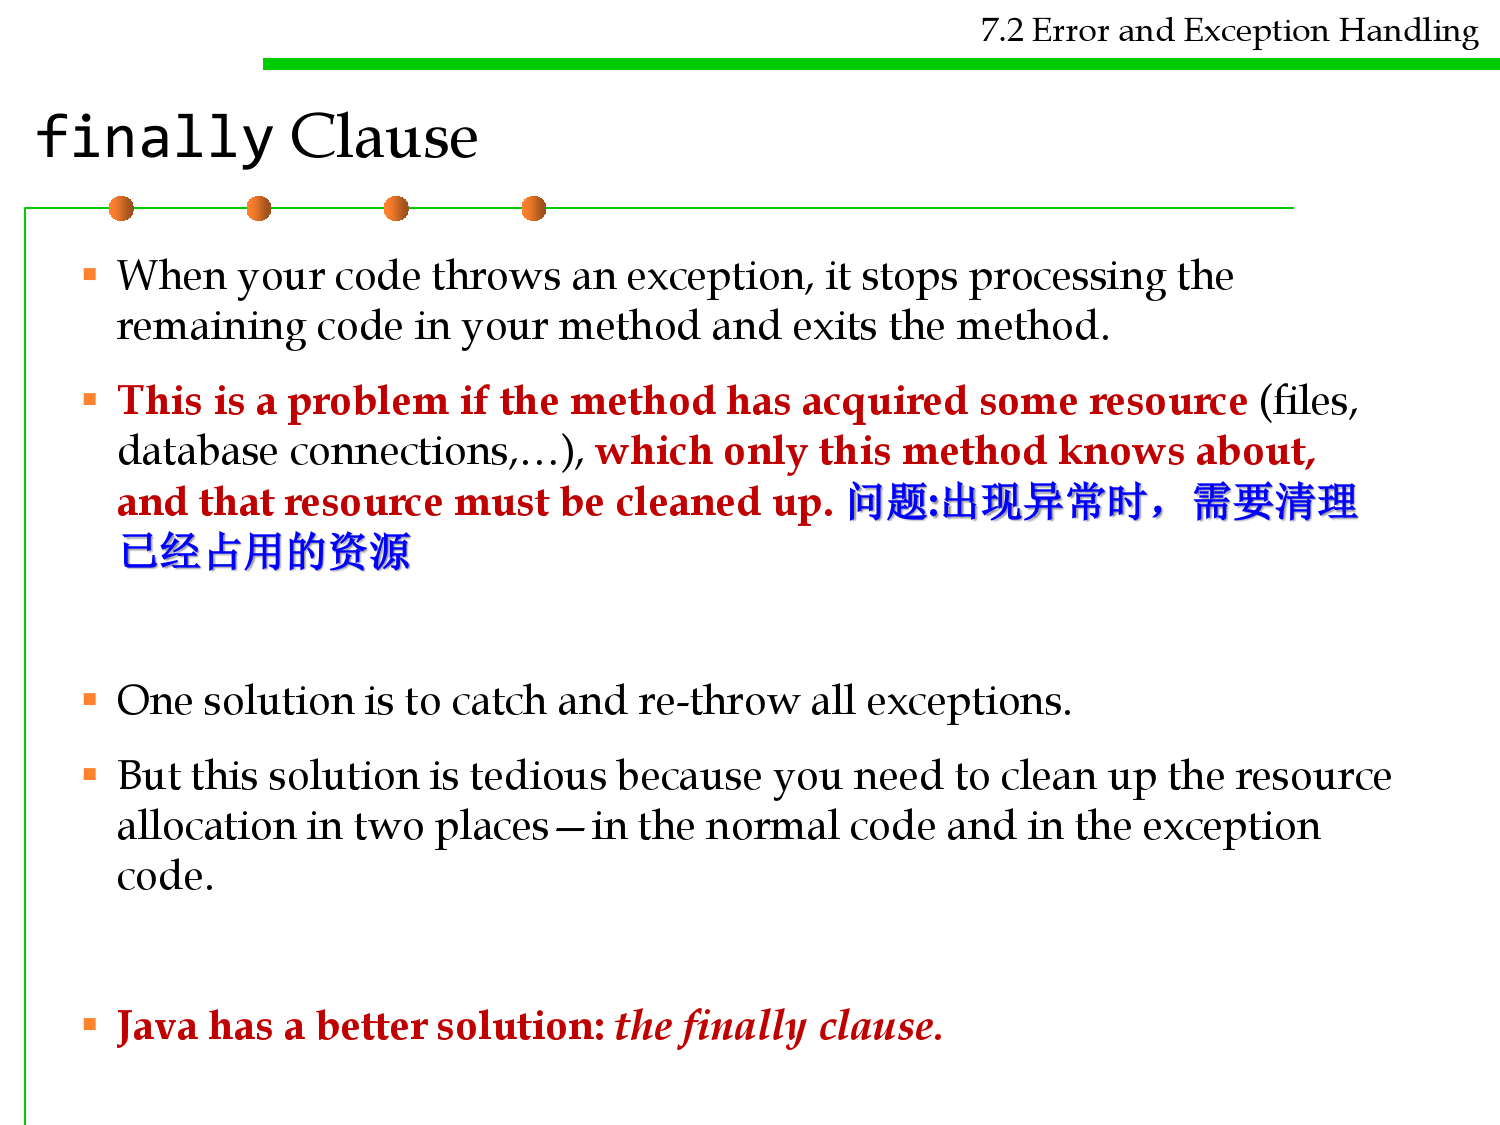 7.2 Error and Exception Handling
finally Clause
▪ When your code throws an exception, it stops processing the
remaining code in your method and exits the method.
▪ This is a problem if the method has acquired some resource (files,
database connections,…), which only this method knows about,
and that resource must be cleaned up. 问题:出现异常时，需要清理
已经占用的资源
▪ One solution is to catch and re-throw all exceptions.
▪ But this solution is tedious because you need to clean up the resource
allocation in two places—in the normal code and in the exception
code.
▪ Java has a better solution: the finally clause.